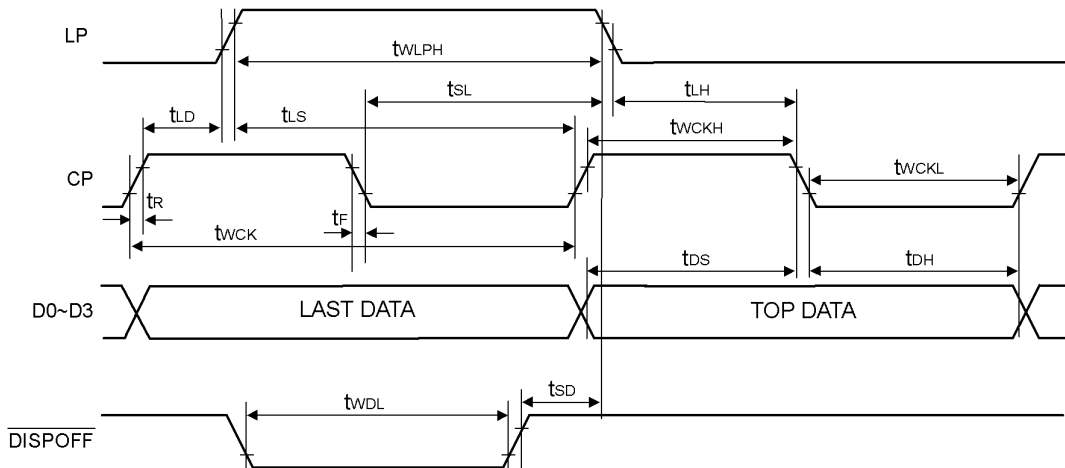 LP
tWLPH
tSL
tLH
tLD
tLS
tWCKH
CP
tWCKL
tR
tF
tWCK
tDS
tDH
D0~D3
LAST DATA
TOP DATA
tSD
tWDL
DISPOFF